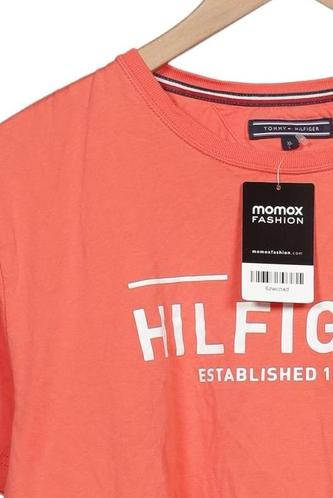 TOMMY HILFIGER
momox
FASHION
momoxfashion.com
HILFIG
ESTABLISHED 1